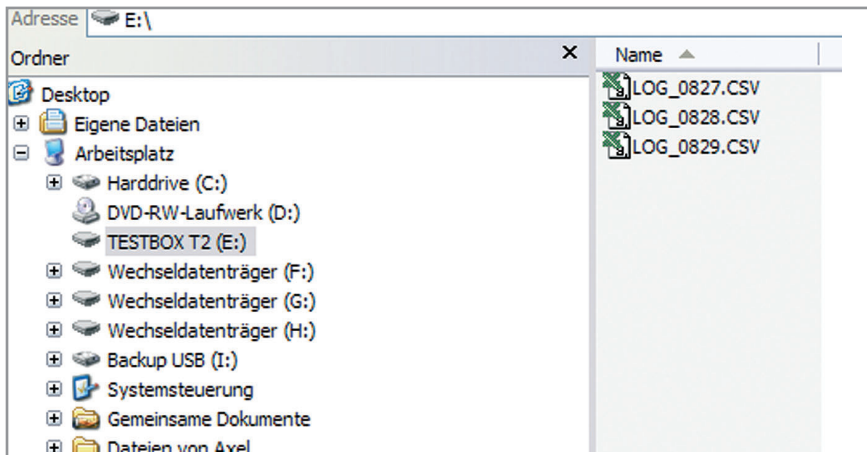 Adresse E:\
Ordner
Desktop
Eigene Dateien
Arbeitsplatz
Harddrive (C:)
DVD-RW-Laufwerk (D:)
TESTBOX T2 (E:)
Wechseldatenträger (F:)
Wechseldatenträger (G:)
Wechseldatenträger (H:)
Backup USB (I:)
Systemsteuerung
Gemeinsame Dokumente
Dateien von Axel
Name
LOG_0827.CSV
LOG_0828.CSV
LOG_0829.CSV